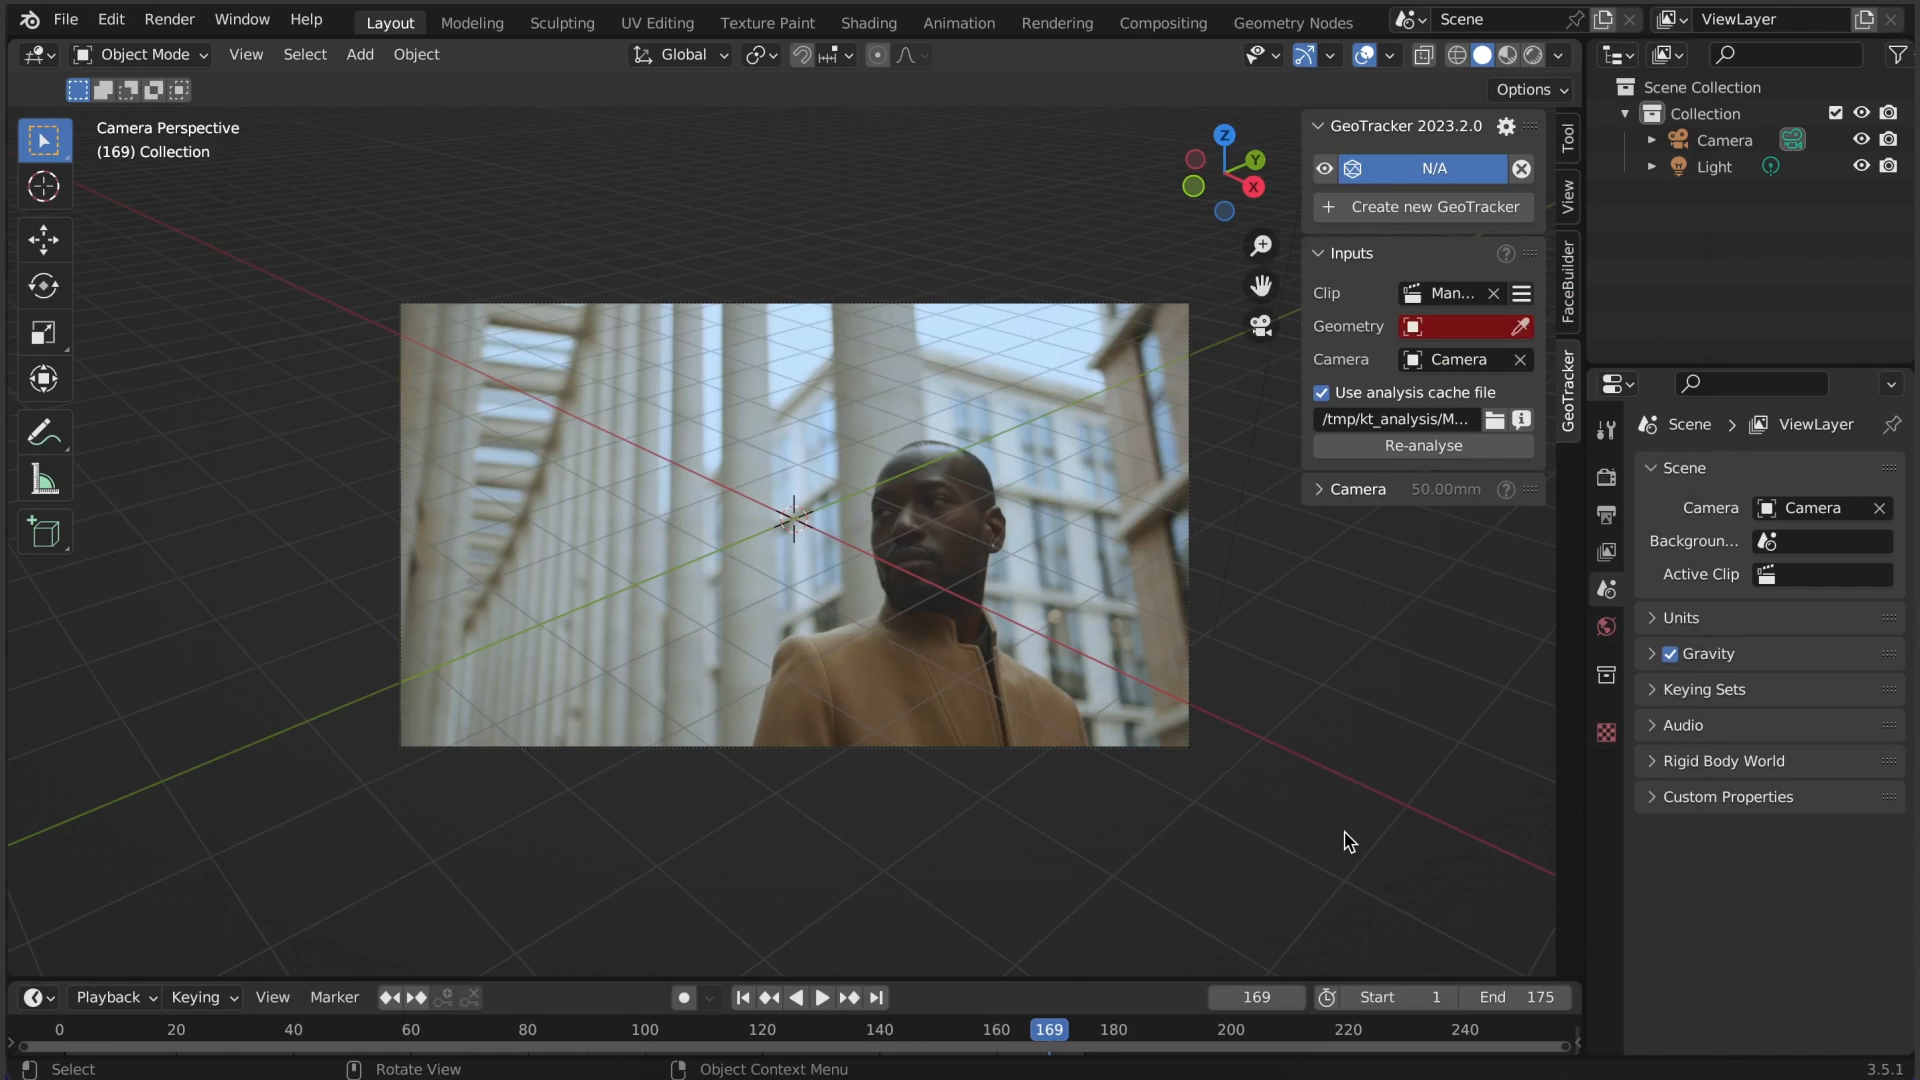 File Edit Render Window Help Layout Modeling Sculpting UV Editing Texture Paint Shading Animation Rendering Compositing Geometry Nodes Scene ViewLayer
Object Mode View Select Add Object Global
Options
Camera Perspective
(169) Collection
Z
Y
X
GeoTracker 2023.2.0
N/A
Create new GeoTracker
Inputs
Clip Man...
Geometry
Camera Camera
Use analysis cache file
/tmp/kt_analysis/M...
Re-analyse
Camera 50.00mm
Tool
View
FaceBuilder
GeoTracker
Scene Collection
Collection
Camera
Light
Scene ViewLayer
Scene
Camera Camera
Backgroun...
Active Clip
Units
Gravity
Keying Sets
Audio
Rigid Body World
Custom Properties
Playback Keying View Marker 169 Start 1 End 175
0 20 40 60 80 100 120 140 160 169 180 200 220 240
Select Rotate View Object Context Menu 3.5.1